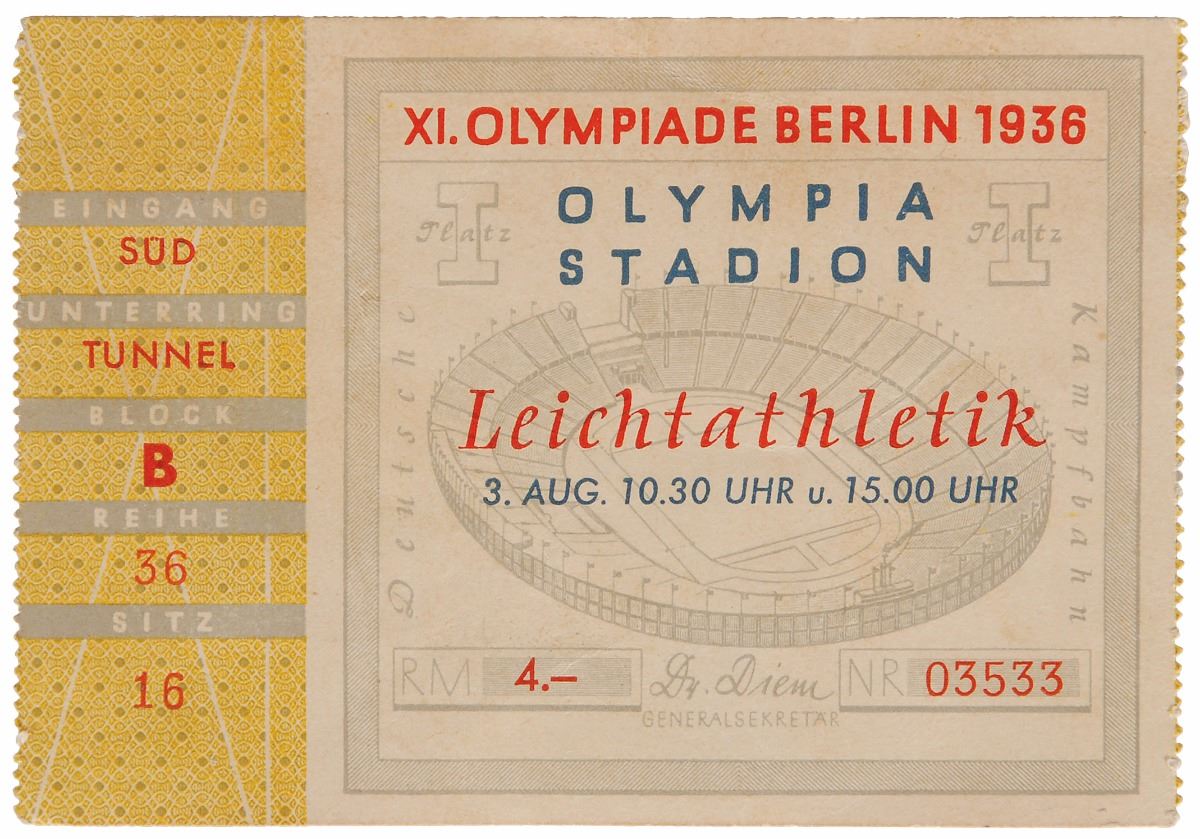 EINGANG
SÜD
UNTERRING
TUNNEL
BLOCK
B
REIHE
36
SITZ
16
XI. OLYMPIADE BERLIN 1936
I Platz
OLYMPIA
STADION
I Platz
Deutsche
Kampfbahn
Leichtathletik
3. AUG. 10.30 UHR u. 15.00 UHR
RM 4.–
Dr. Diem
GENERALSEKRETÄR
NR 03533